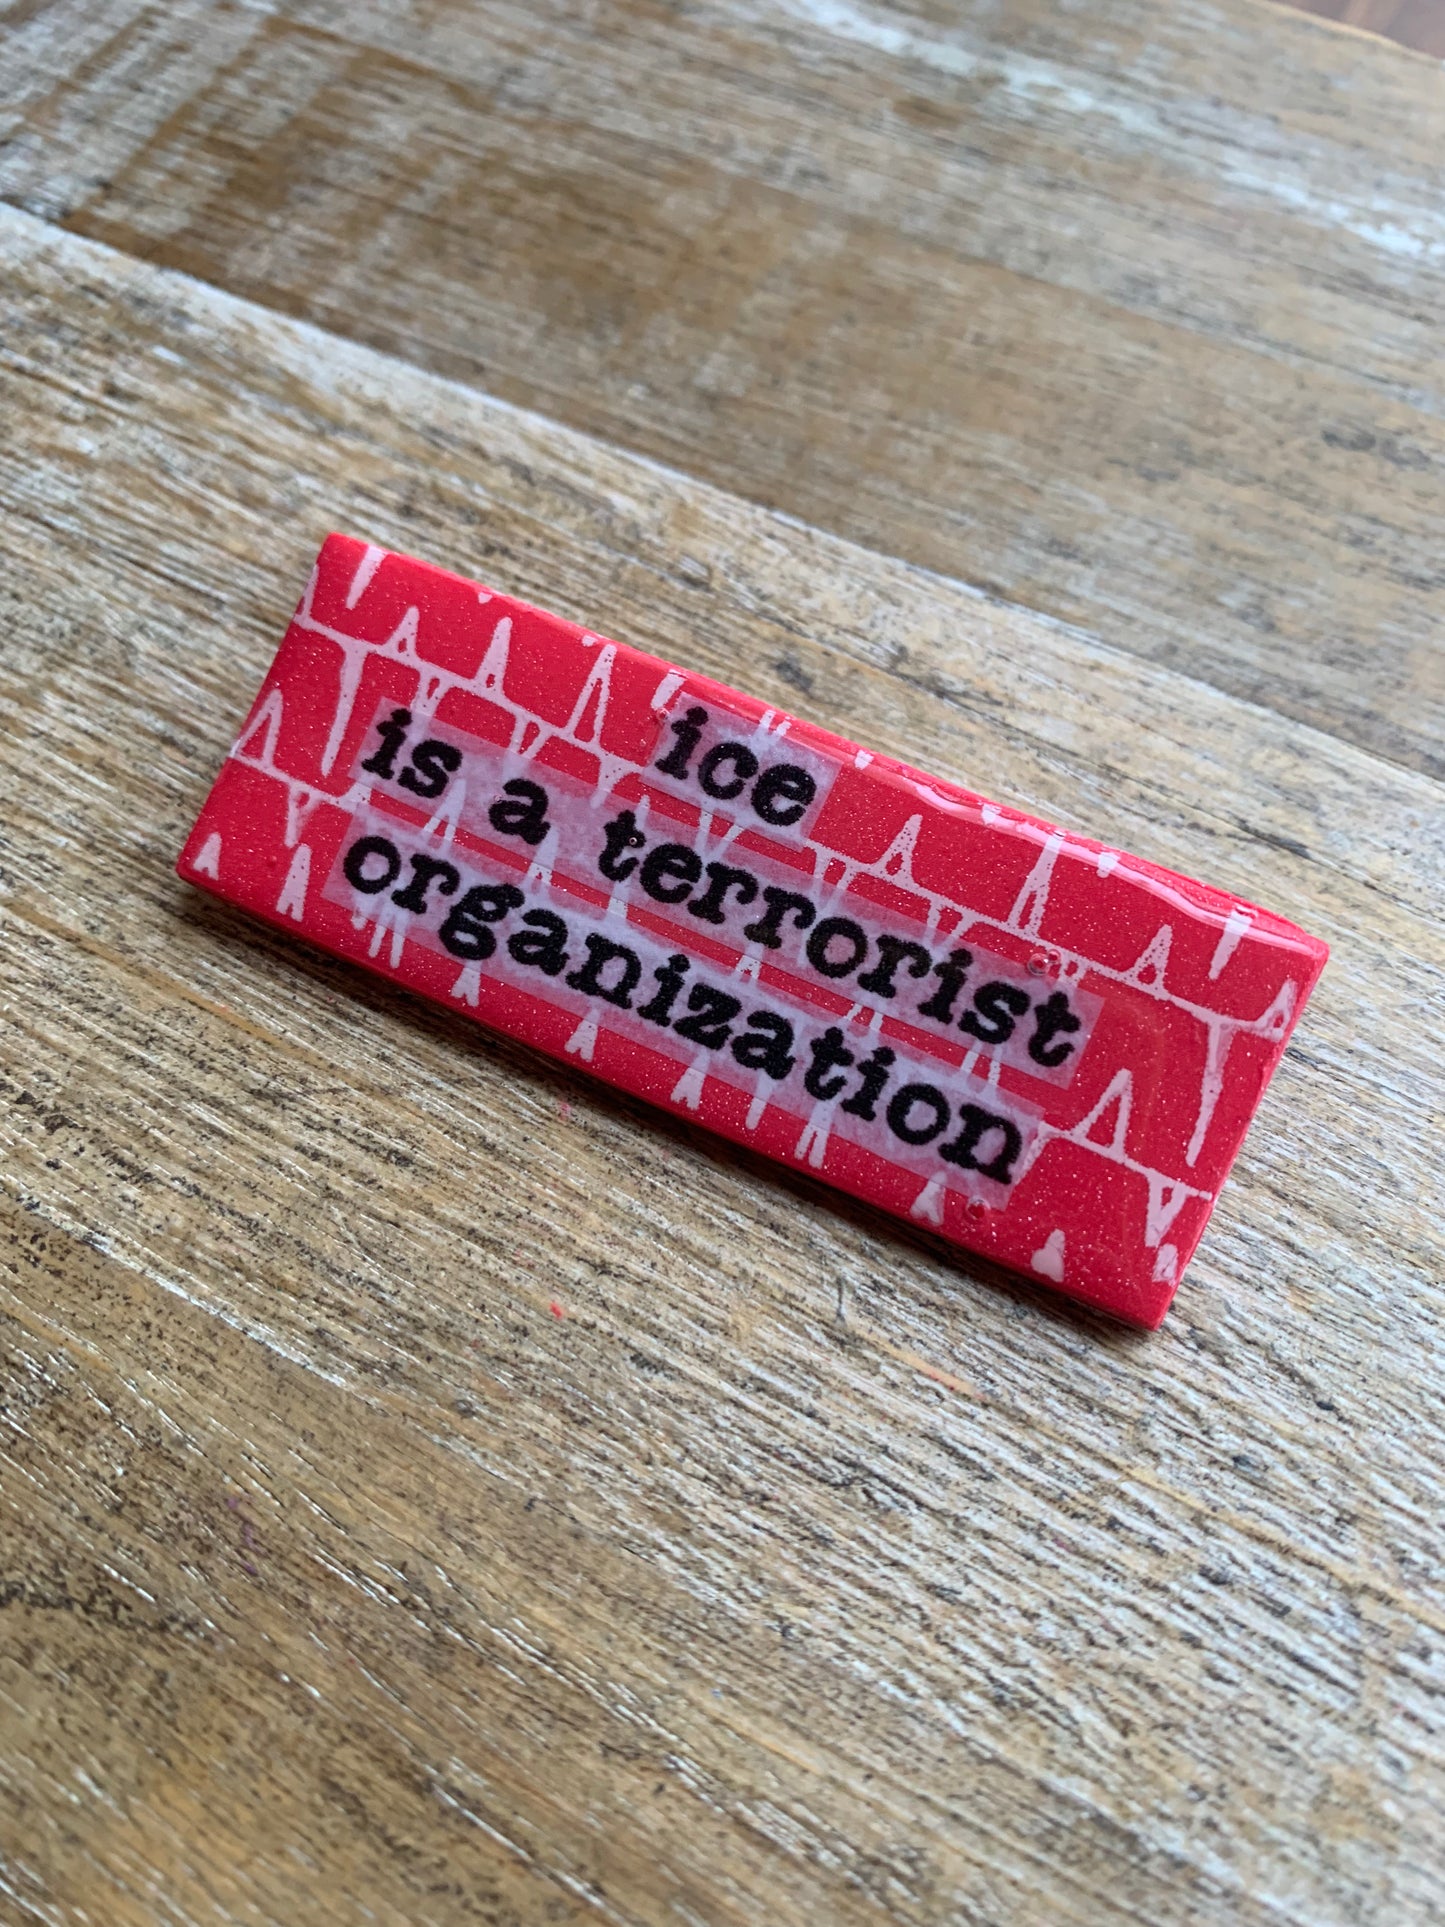 ice
is a terrorist
organization